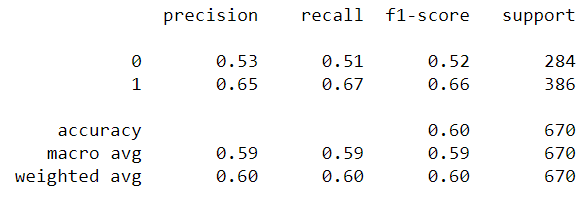 precision recall f1-score support
0 0.53 0.51 0.52 284
1 0.65 0.67 0.66 386
accuracy 0.60 670
macro avg 0.59 0.59 0.59 670
weighted avg 0.60 0.60 0.60 670